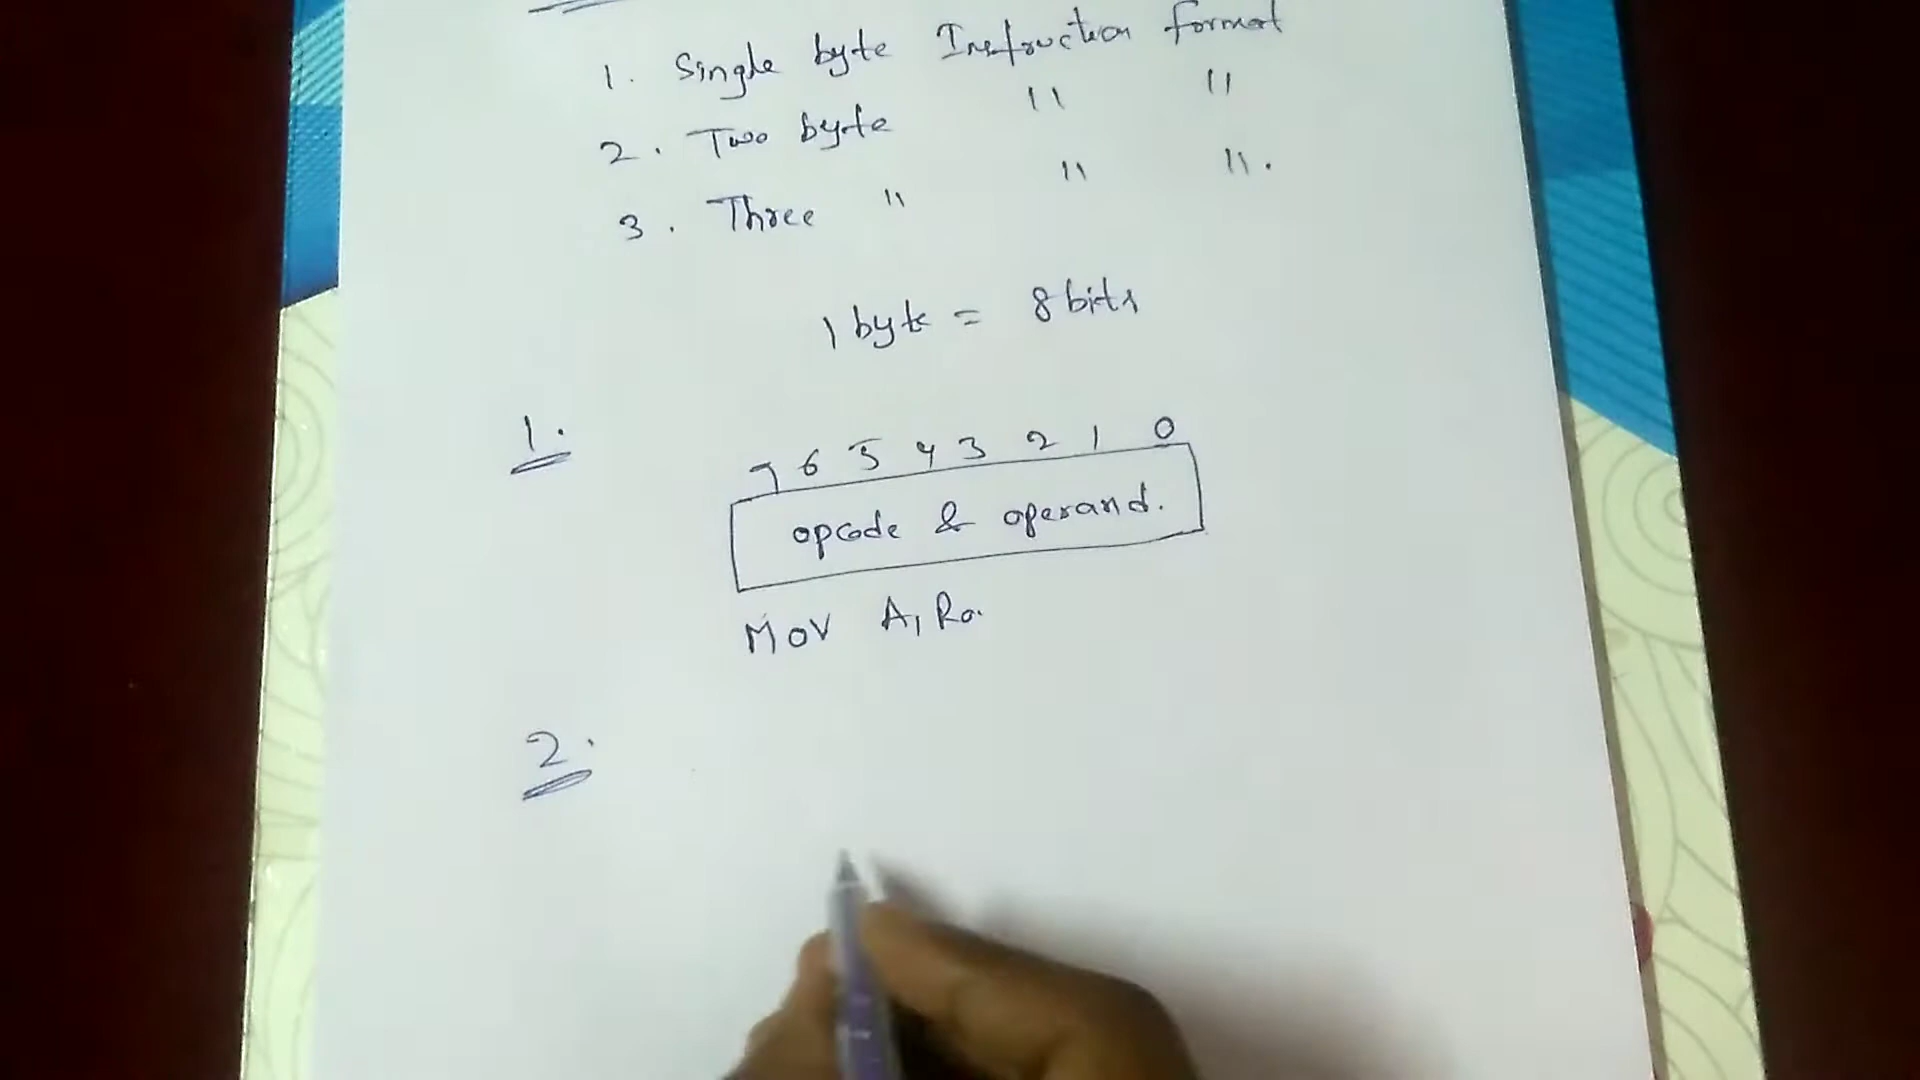 1. Single byte Instruction format
2. Two byte " "
3. Three " " ".
1 byte = 8 bits
1.
7 6 5 4 3 2 1 0
opcode & operand.
MOV A, R0.
2.